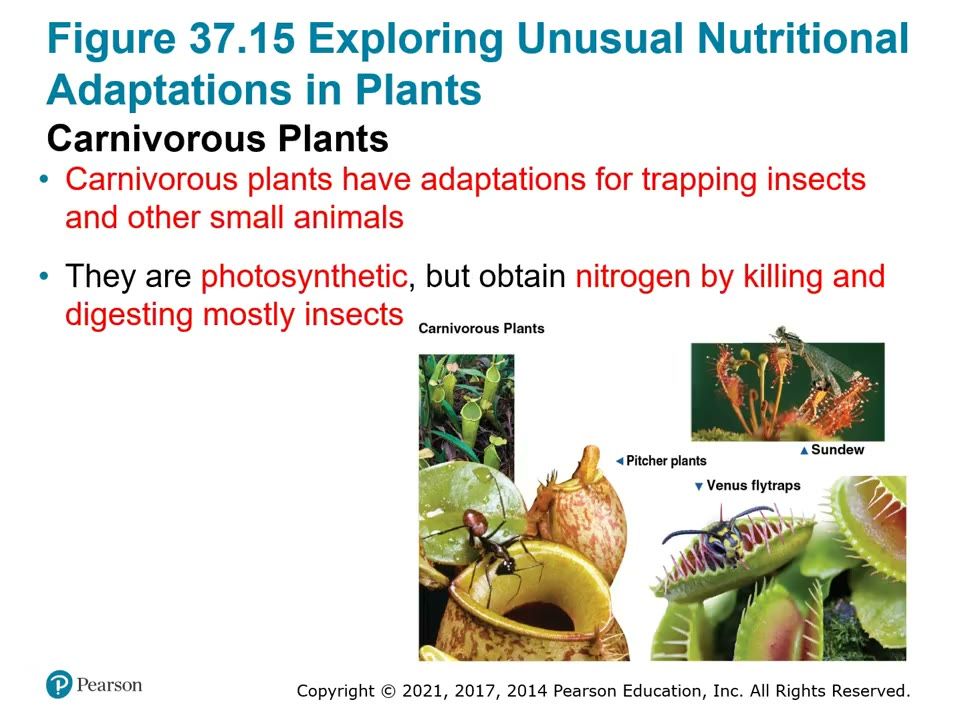 Figure 37.15 Exploring Unusual Nutritional
Adaptations in Plants
Carnivorous Plants
• Carnivorous plants have adaptations for trapping insects
and other small animals
• They are photosynthetic, but obtain nitrogen by killing and
digesting mostly insects
Carnivorous Plants
▲ Sundew
◄ Pitcher plants
▼ Venus flytraps
Pearson
Copyright © 2021, 2017, 2014 Pearson Education, Inc. All Rights Reserved.